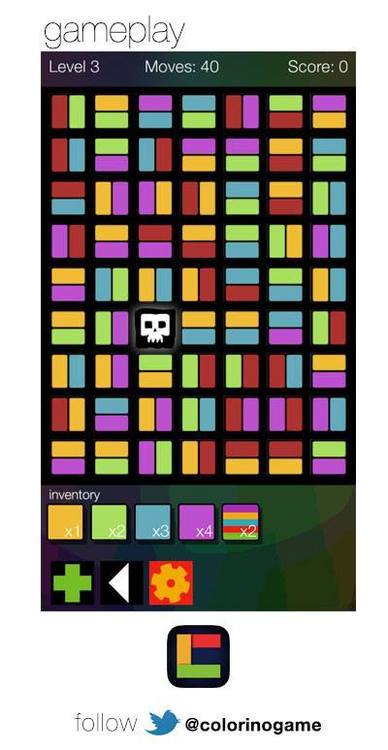 gameplay
Level 3 Moves: 40 Score: 0
inventory
x1 x2 x3 x4 x2
follow @colorinogame